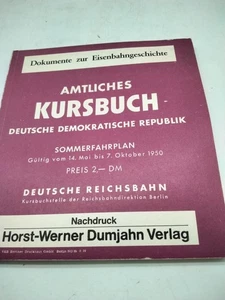 Dokumente zur Eisenbahngeschichte
AMTLICHES
KURSBUCH
DEUTSCHE DEMOKRATISCHE REPUBLIK
SOMMERFAHRPLAN
Gültig vom 14. Mai bis 7. Oktober 1950
PREIS 2,— DM
DEUTSCHE REICHSBAHN
Kursbuchstelle der Reichsbahndirektion Berlin
Nachdruck
Horst-Werner Dumjahn Verlag